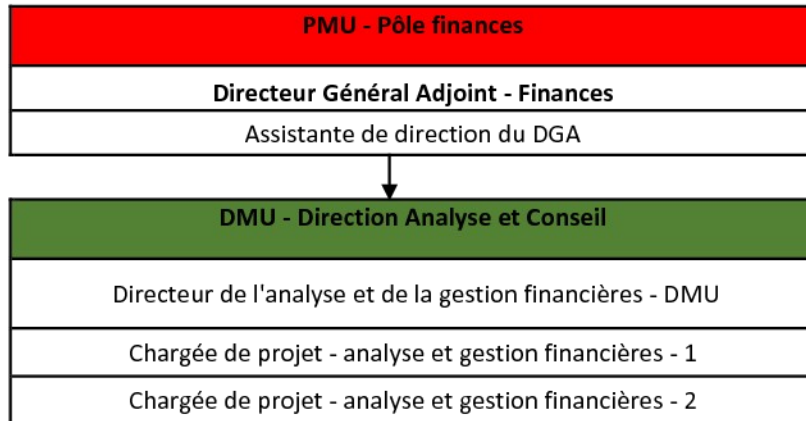 PMU - Pôle finances
Directeur Général Adjoint - Finances
Assistante de direction du DGA
DMU - Direction Analyse et Conseil
Directeur de l'analyse et de la gestion financières - DMU
Chargée de projet - analyse et gestion financières - 1
Chargée de projet - analyse et gestion financières - 2